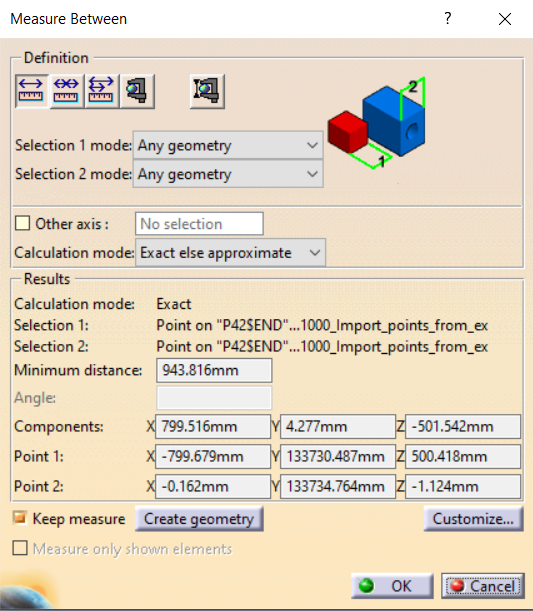 Measure Between
?
Definition
2
1
Selection 1 mode: Any geometry
Selection 2 mode: Any geometry
Other axis : No selection
Calculation mode: Exact else approximate
Results
Calculation mode: Exact
Selection 1: Point on "P42$END"...1000_Import_points_from_ex
Selection 2: Point on "P42$END"...1000_Import_points_from_ex
Minimum distance: 943.816mm
Angle:
Components: X 799.516mm Y 4.277mm Z -501.542mm
Point 1: X -799.679mm Y 133730.487mm Z 500.418mm
Point 2: X -0.162mm Y 133734.764mm Z -1.124mm
Keep measure Create geometry Customize...
Measure only shown elements
OK Cancel